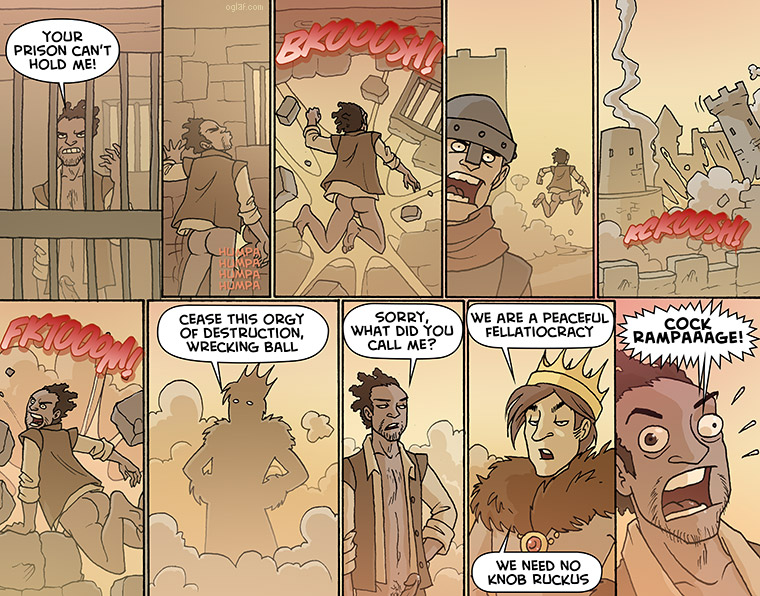 oglaf.com
YOUR
PRISON CAN'T
HOLD ME!
HUMPA
HUMPA
HUMPA
HUMPA
BKOOOSH!
KCKOOSH!
FKTOOOM!
CEASE THIS ORGY
OF DESTRUCTION,
WRECKING BALL
SORRY,
WHAT DID YOU
CALL ME?
WE ARE A PEACEFUL
FELLATIOCRACY
WE NEED NO
KNOB RUCKUS
COCK
RAMPAAAGE!